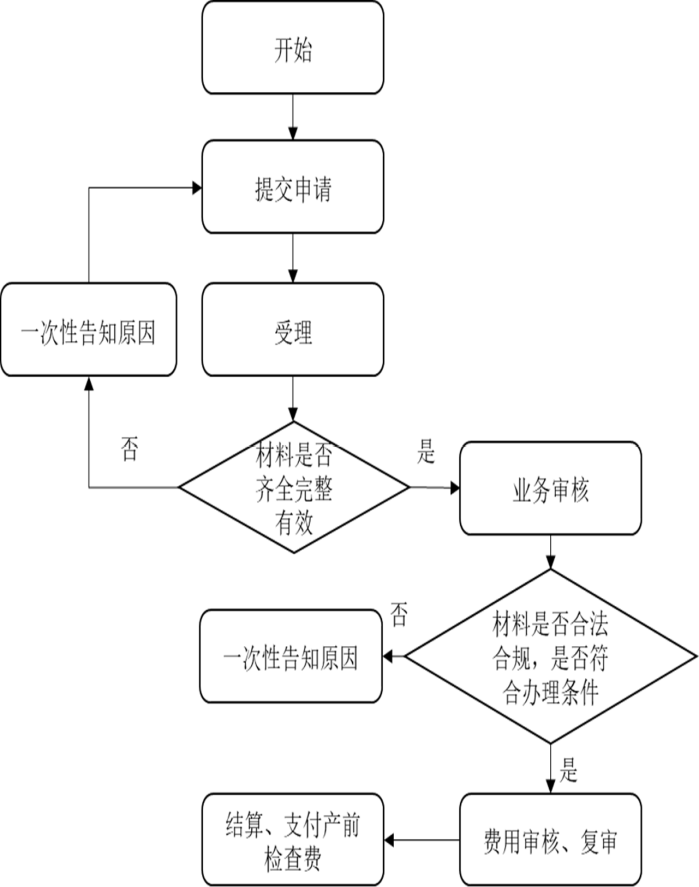 开始
提交申请
一次性告知原因
受理
否
材料是否
齐全完整
有效
是
业务审核
一次性告知原因
否
材料是否合法
合规，是否符
合办理条件
是
结算、支付产前
检查费
费用审核、复审